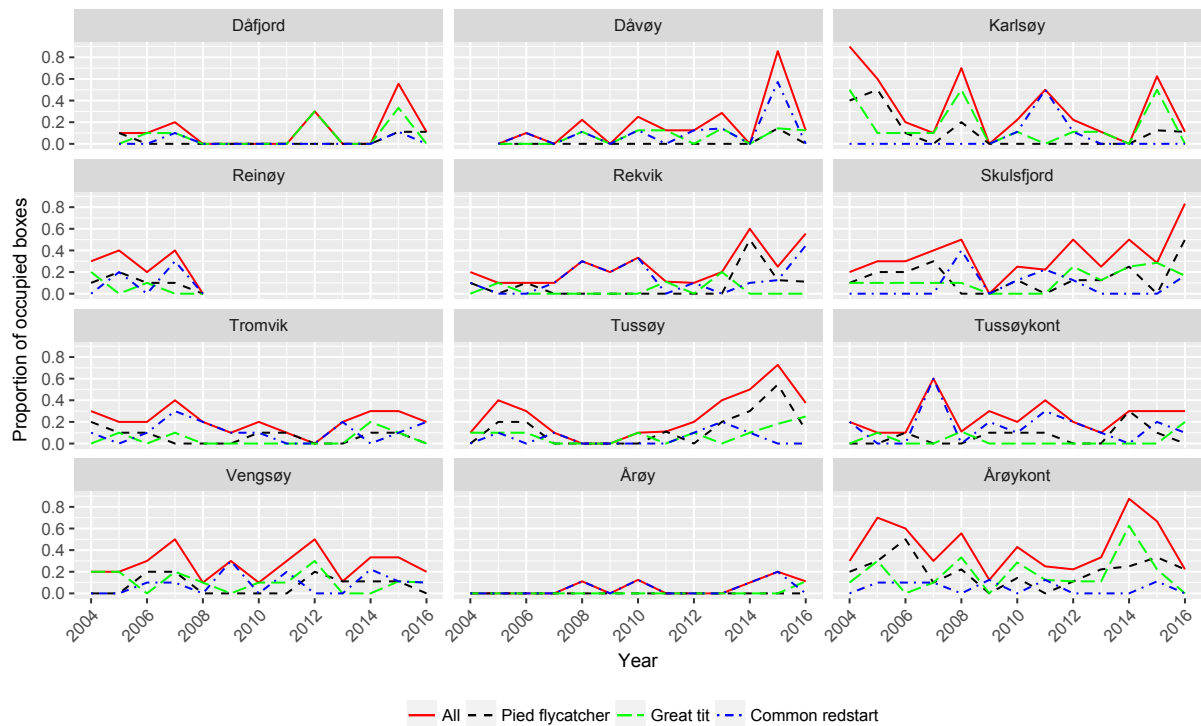 Dåfjord Dåvøy Karlsøy
0.8
0.6
0.4
0.2
0.0
Reinøy Rekvik Skulsfjord
0.8
0.6
0.4
0.2
0.0
Tromvik Tussøy Tussøykont
0.8
0.6
0.4
0.2
0.0
Vengsøy Årøy Årøykont
0.8
0.6
0.4
0.2
0.0
Proportion of occupied boxes
2004 2006 2008 2010 2012 2014 2016 2004 2006 2008 2010 2012 2014 2016 2004 2006 2008 2010 2012 2014 2016
Year
All Pied flycatcher Great tit Common redstart